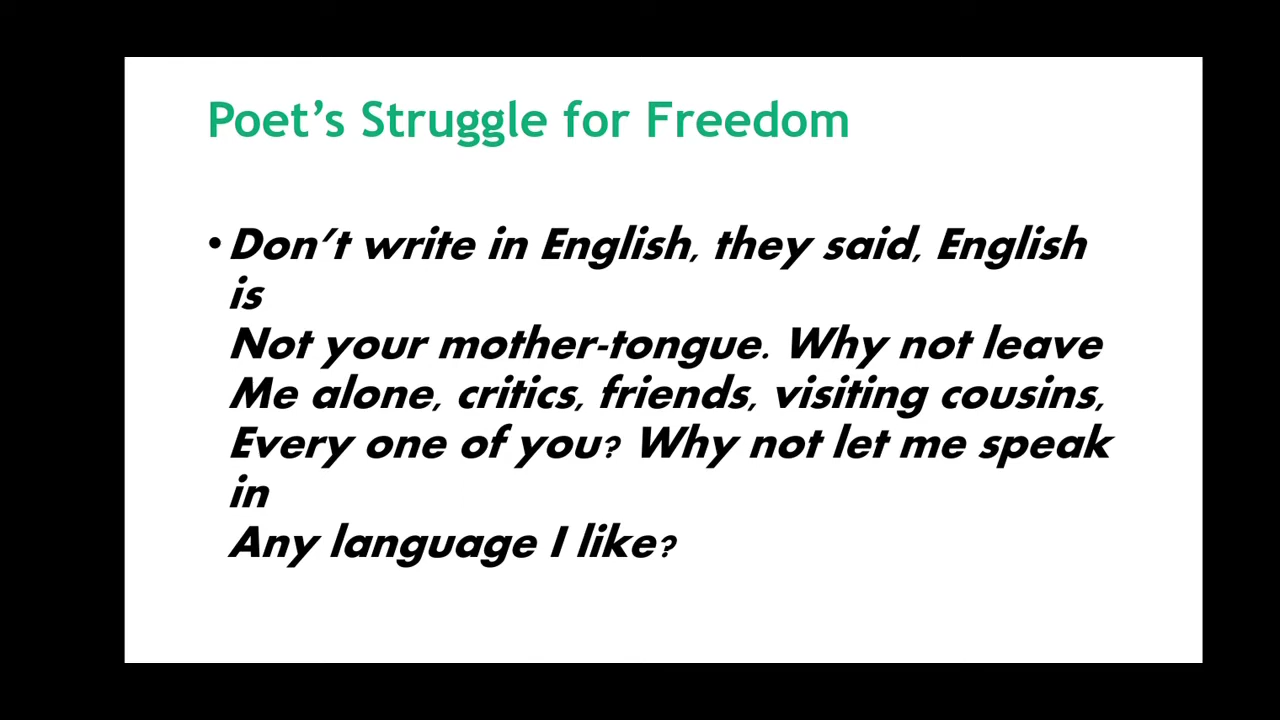 Poet’s Struggle for Freedom
• Don’t write in English, they said, English
is
Not your mother-tongue. Why not leave
Me alone, critics, friends, visiting cousins,
Every one of you? Why not let me speak
in
Any language I like?